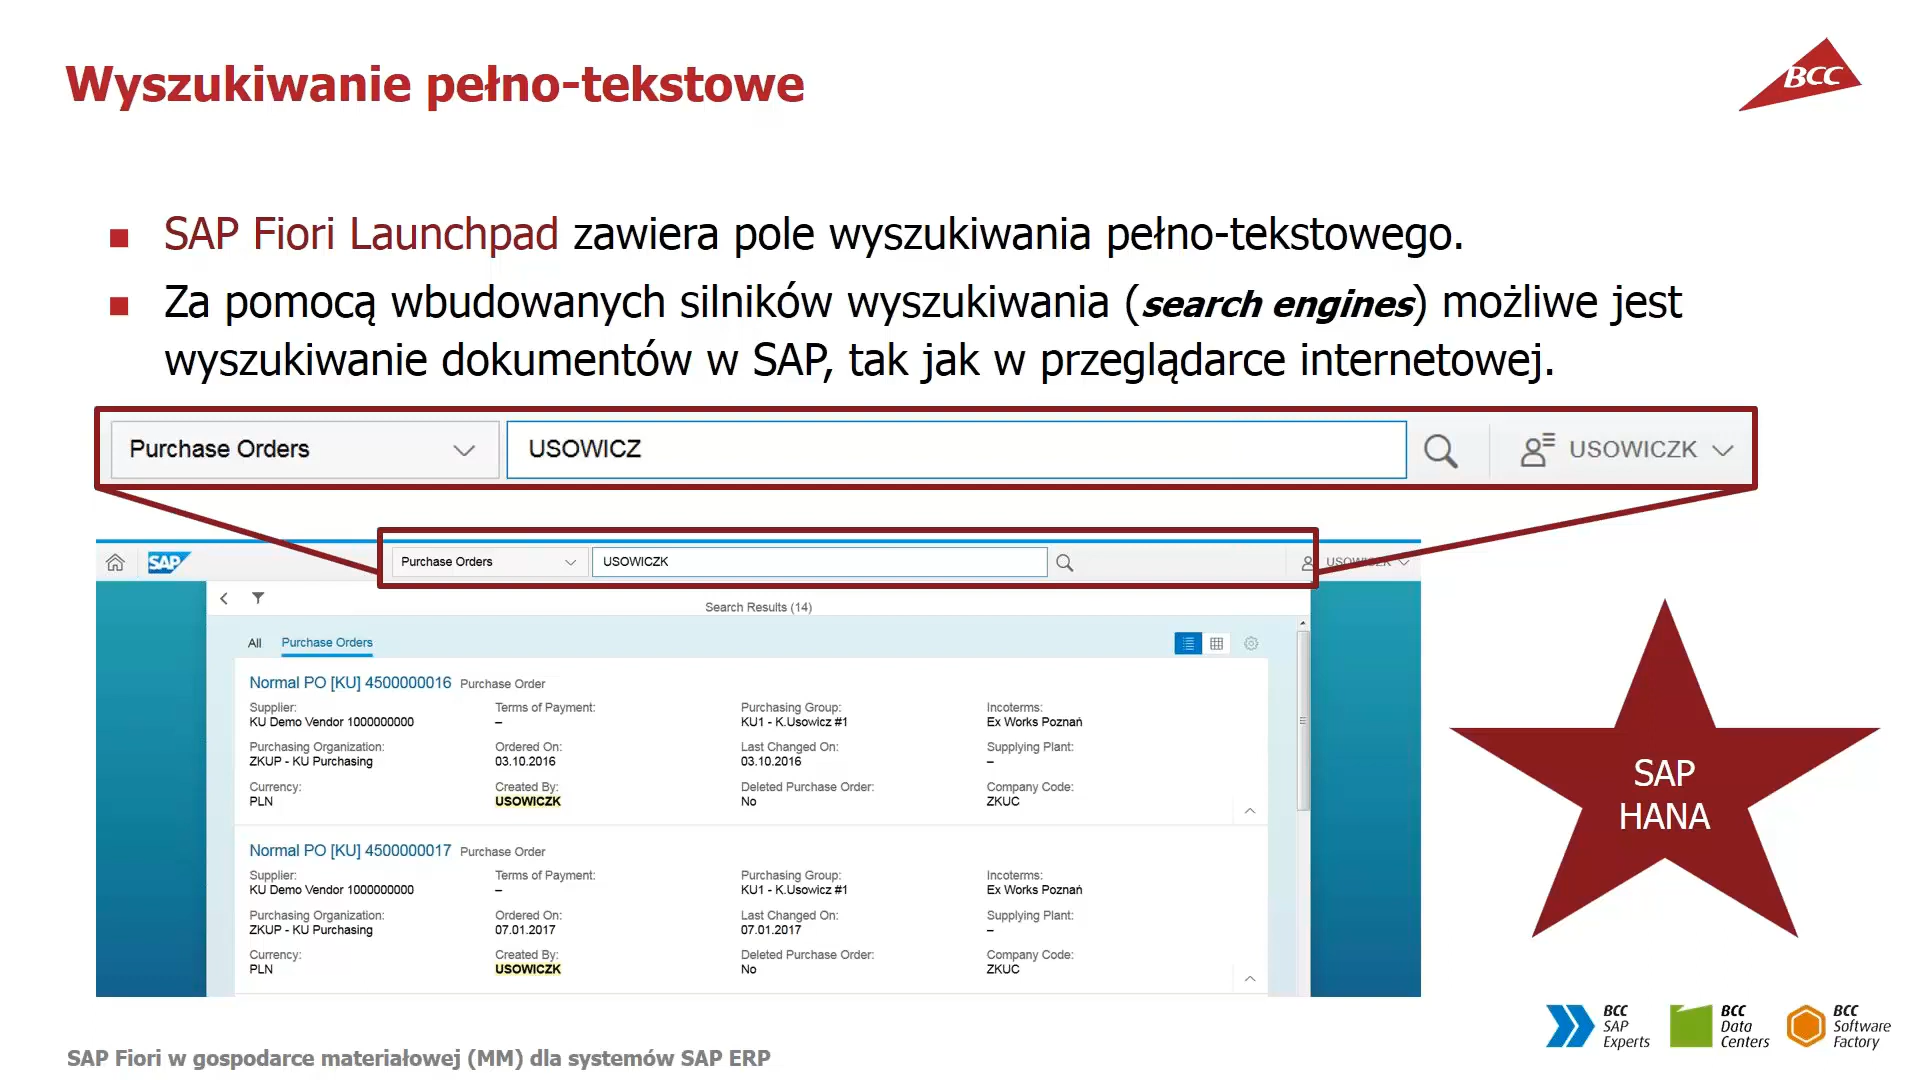 Wyszukiwanie pełno-tekstowe
BCC
SAP Fiori Launchpad zawiera pole wyszukiwania pełno-tekstowego.
Za pomocą wbudowanych silników wyszukiwania (search engines) możliwe jest
wyszukiwanie dokumentów w SAP, tak jak w przeglądarce internetowej.
Purchase Orders USOWICZ USOWICZK
SAP Purchase Orders USOWICZK USOWICZK
Search Results (14)
All Purchase Orders
Normal PO [KU] 4500000016 Purchase Order
Supplier: Terms of Payment: Purchasing Group: Incoterms:
KU Demo Vendor 1000000000 – KU1 - K.Usowicz #1 Ex Works Poznań
Purchasing Organization: Ordered On: Last Changed On: Supplying Plant:
ZKUP - KU Purchasing 03.10.2016 03.10.2016 –
Currency: Created By: Deleted Purchase Order: Company Code:
PLN USOWICZK No ZKUC
Normal PO [KU] 4500000017 Purchase Order
Supplier: Terms of Payment: Purchasing Group: Incoterms:
KU Demo Vendor 1000000000 – KU1 - K.Usowicz #1 Ex Works Poznań
Purchasing Organization: Ordered On: Last Changed On: Supplying Plant:
ZKUP - KU Purchasing 07.01.2017 07.01.2017 –
Currency: Created By: Deleted Purchase Order: Company Code:
PLN USOWICZK No ZKUC
SAP
HANA
BCC
SAP
Experts
BCC
Data
Centers
BCC
Software
Factory
SAP Fiori w gospodarce materiałowej (MM) dla systemów SAP ERP